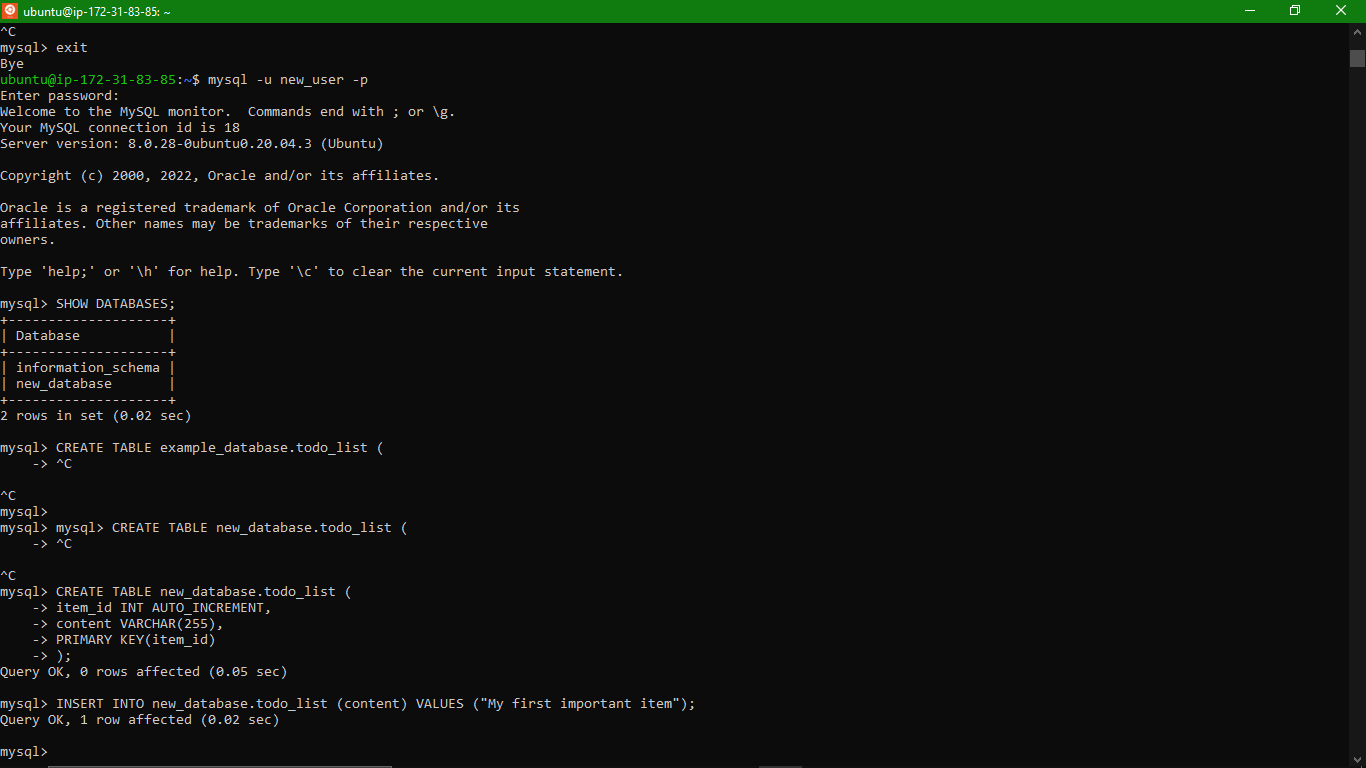 ubuntu@ip-172-31-83-85: ~
^C
mysql> exit
Bye
ubuntu@ip-172-31-83-85:~$ mysql -u new_user -p
Enter password:
Welcome to the MySQL monitor.  Commands end with ; or \g.
Your MySQL connection id is 18
Server version: 8.0.28-0ubuntu0.20.04.3 (Ubuntu)

Copyright (c) 2000, 2022, Oracle and/or its affiliates.

Oracle is a registered trademark of Oracle Corporation and/or its
affiliates. Other names may be trademarks of their respective
owners.

Type 'help;' or '\h' for help. Type '\c' to clear the current input statement.

mysql> SHOW DATABASES;
+--------------------+
| Database           |
+--------------------+
| information_schema |
| new_database       |
+--------------------+
2 rows in set (0.02 sec)

mysql> CREATE TABLE example_database.todo_list (
    -> ^C

^C
mysql>
mysql> mysql> CREATE TABLE new_database.todo_list (
    -> ^C

^C
mysql> CREATE TABLE new_database.todo_list (
    -> item_id INT AUTO_INCREMENT,
    -> content VARCHAR(255),
    -> PRIMARY KEY(item_id)
    -> );
Query OK, 0 rows affected (0.05 sec)

mysql> INSERT INTO new_database.todo_list (content) VALUES ("My first important item");
Query OK, 1 row affected (0.02 sec)

mysql>